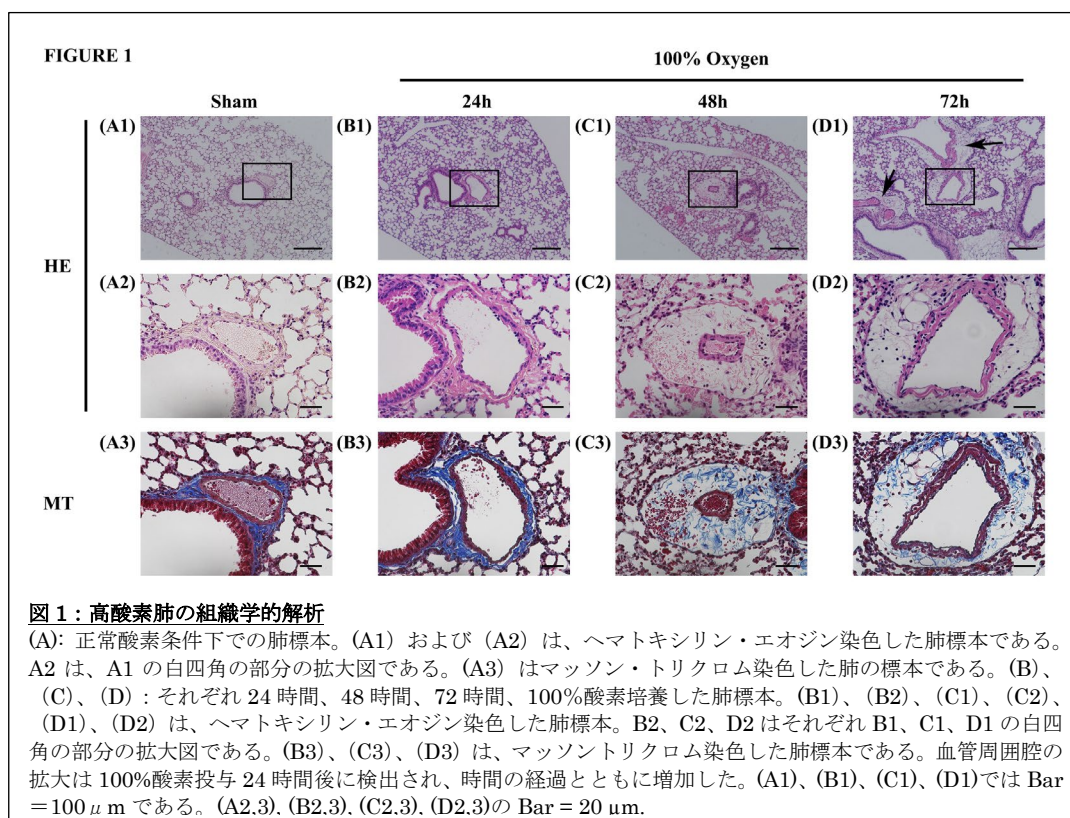 FIGURE 1
100% Oxygen
Sham
24h
48h
72h
(A1)
(B1)
(C1)
(D1)
HE
(A2)
(B2)
(C2)
(D2)
(A3)
(B3)
(C3)
(D3)
MT
図 1：高酸素肺の組織学的解析
(A): 正常酸素条件下での肺標本。(A1) および (A2) は、ヘマトキシリン・エオジン染色した肺標本である。
A2 は、A1 の白四角の部分の拡大図である。(A3) はマッソン・トリクロム染色した肺の標本である。(B)、
(C)、(D)：それぞれ 24 時間、48 時間、72 時間、100%酸素培養した肺標本。(B1)、(B2)、(C1)、(C2)、
(D1)、(D2) は、ヘマトキシリン・エオジン染色した肺標本。B2、C2、D2 はそれぞれ B1、C1、D1 の白四
角の部分の拡大図である。(B3)、(C3)、(D3) は、マッソントリクロム染色した肺標本である。血管周囲腔の
拡大は 100%酸素投与 24 時間後に検出され、時間の経過とともに増加した。(A1)、(B1)、(C1)、(D1)では Bar
＝100μm である。(A2,3), (B2,3), (C2,3), (D2,3)の Bar = 20 µm.